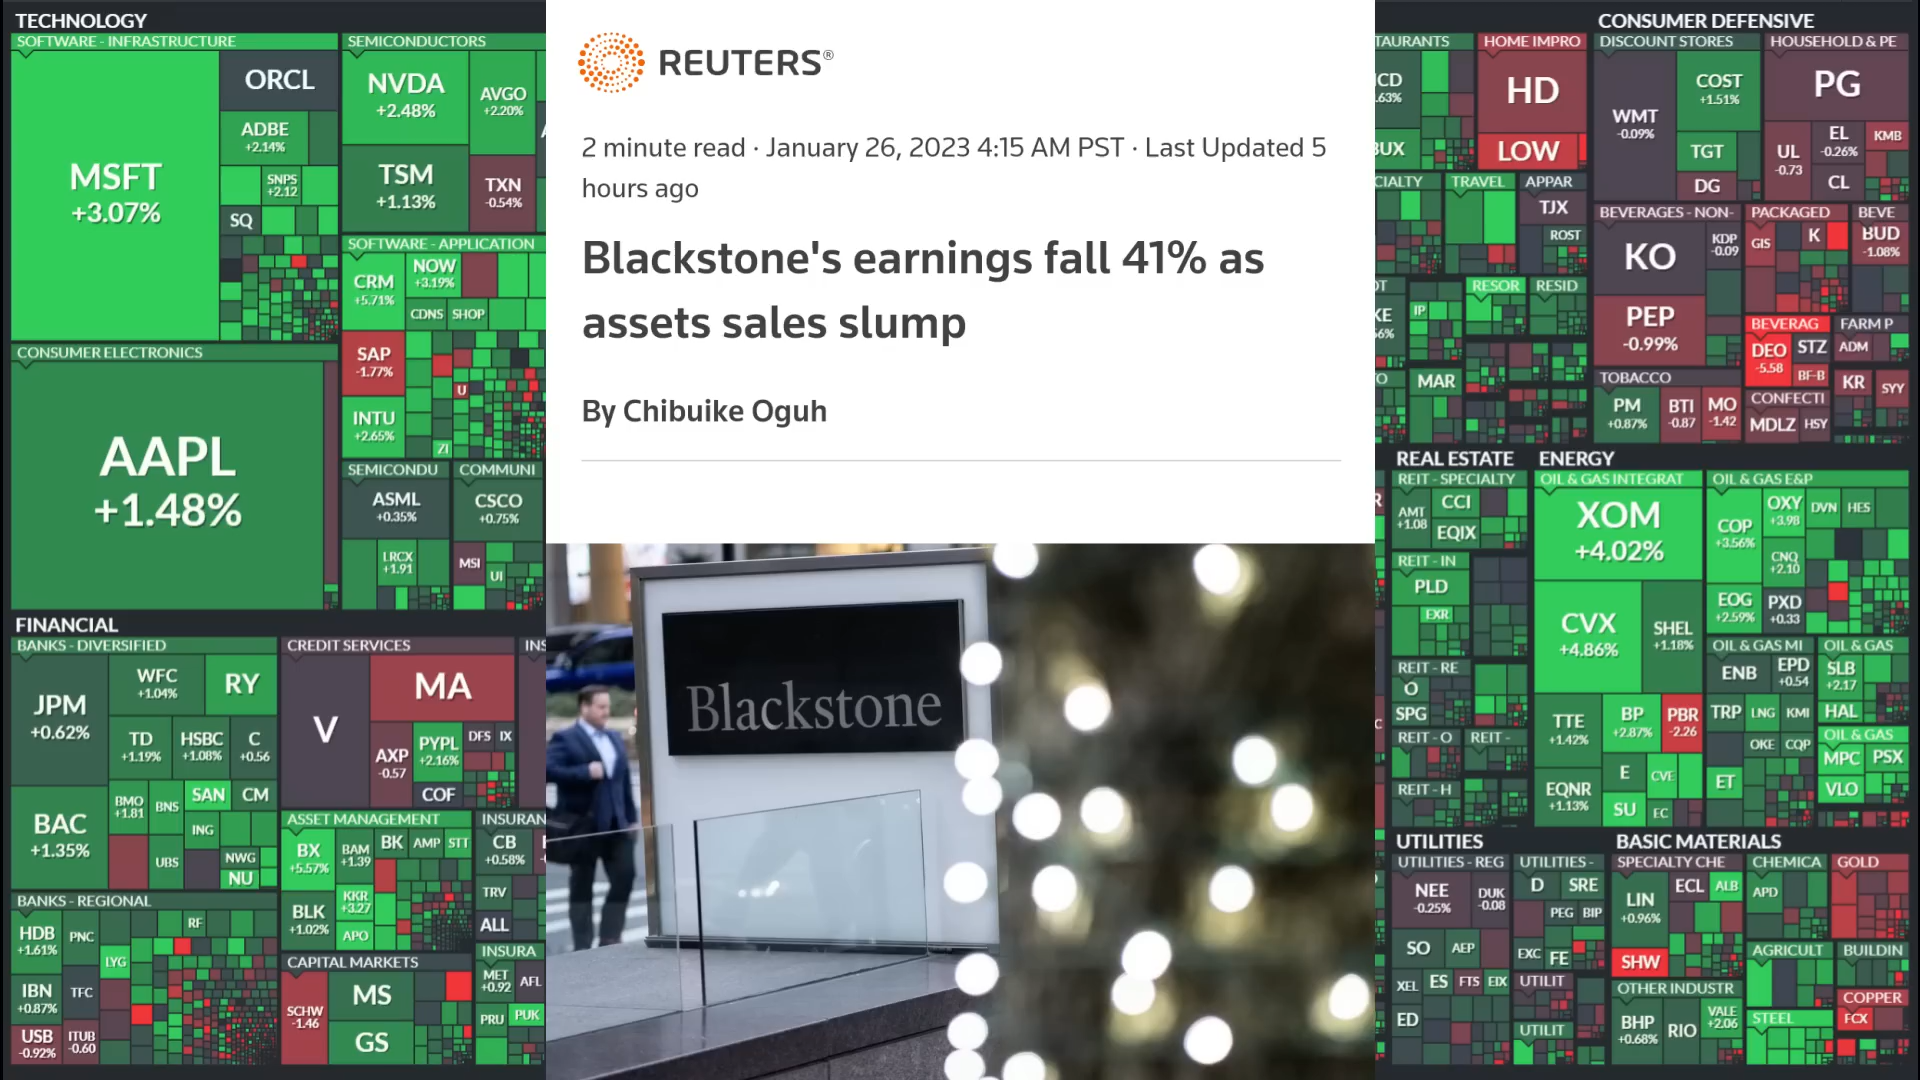 TECHNOLOGY
SOFTWARE - INFRASTRUCTURE
MSFT
+3.07%
ORCL
ADBE
+2.14%
SNPS
+2.12
SQ
CONSUMER ELECTRONICS
AAPL
+1.48%
SEMICONDUCTORS
NVDA
+2.48%
AVGO
+2.20%
TSM
+1.13%
TXN
-0.54%
SOFTWARE - APPLICATION
CRM
+5.71%
NOW
+3.19%
CDNS
SHOP
SAP
-1.77%
U
INTU
+2.65%
ZI
SEMICONDU
ASML
+0.35%
LRCX
+1.91
COMMUNI
CSCO
+0.75%
MSI
UI
FINANCIAL
BANKS - DIVERSIFIED
JPM
+0.62%
WFC
+1.04%
RY
TD
+1.19%
HSBC
+1.08%
C
+0.56
BAC
+1.35%
BMO
+1.81
BNS
SAN
CM
ING
UBS
NWG
NU
BANKS - REGIONAL
HDB
+1.61%
PNC
RF
LYG
IBN
+0.87%
TFC
USB
-0.92%
ITUB
-0.60
CREDIT SERVICES
V
MA
AXP
-0.57
PYPL
+2.16%
DFS
IX
COF
ASSET MANAGEMENT
BX
+5.57%
BAM
+1.39
BK
AMP
STT
KKR
+3.27
BLK
+1.02%
APO
CAPITAL MARKETS
SCHW
-1.46
MS
GS
INS
INSURAN
CB
+0.58%
TRV
ALL
INSURA
MET
+0.92
AFL
PRU
PUK
REUTERS®
2 minute read · January 26, 2023 4:15 AM PST · Last Updated 5
hours ago
Blackstone's earnings fall 41% as
assets sales slump
By Chibuike Oguh
Blackstone
TAURANTS
CD
.63%
BUX
CIALTY
HOME IMPRO
HD
LOW
TRAVEL
APPAR
TJX
ROST
RESOR
RESID
IP
KE
MAR
CONSUMER DEFENSIVE
DISCOUNT STORES
WMT
-0.09%
COST
+1.51%
TGT
DG
HOUSEHOLD & PE
PG
UL
-0.73
EL
-0.26%
KMB
CL
BEVERAGES - NON-
KO
KDP
-0.09
PEP
-0.99%
PACKAGED
GIS
K
BEVE
BUD
-1.08%
BEVERAG
DEO
-5.58
STZ
BF-B
FARM P
ADM
TOBACCO
PM
+0.87%
BTI
-0.87
MO
-1.42
CONFECTI
MDLZ
HSY
KR
SYY
REAL ESTATE
REIT - SPECIALTY
AMT
+1.08
CCI
EQIX
REIT - IN
PLD
EXR
REIT - RE
O
SPG
REIT - O
REIT -
REIT - H
ENERGY
OIL & GAS INTEGRAT
XOM
+4.02%
CVX
+4.86%
SHEL
+1.18%
TTE
+1.42%
BP
+2.87%
PBR
-2.26
EQNR
+1.13%
E
CVE
SU
EC
OIL & GAS E&P
COP
+3.56%
OXY
+3.98
DVN
HES
CNQ
+2.10
EOG
+2.59%
PXD
+0.33
OIL & GAS MI
ENB
EPD
+0.54
TRP
LNG
KMI
OKE
CQP
ET
OIL & GAS
SLB
+2.17
HAL
OIL & GAS
MPC
PSX
VLO
UTILITIES
UTILITIES - REG
NEE
-0.25%
DUK
-0.08
SO
AEP
XEL
ES
FTS
EIX
ED
UTILITIES -
D
SRE
PEG
BIP
EXC
FE
UTILIT
UTILIT
BASIC MATERIALS
SPECIALTY CHE
LIN
+0.96%
ECL
ALB
SHW
OTHER INDUSTR
BHP
+0.68%
RIO
VALE
+2.06
CHEMICA
APD
GOLD
AGRICULT
BUILDIN
COPPER
FCX
STEEL